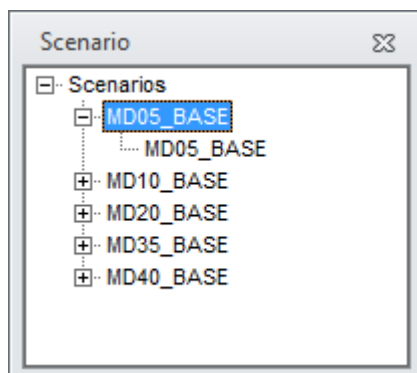 Scenario
Scenarios
MD05_BASE
MD05_BASE
MD10_BASE
MD20_BASE
MD35_BASE
MD40_BASE